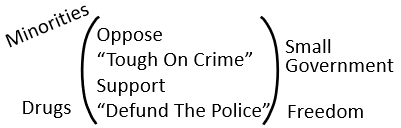 Minorities
Drugs
Oppose
“Tough On Crime”
Support
“Defund The Police”
Small
Government
Freedom